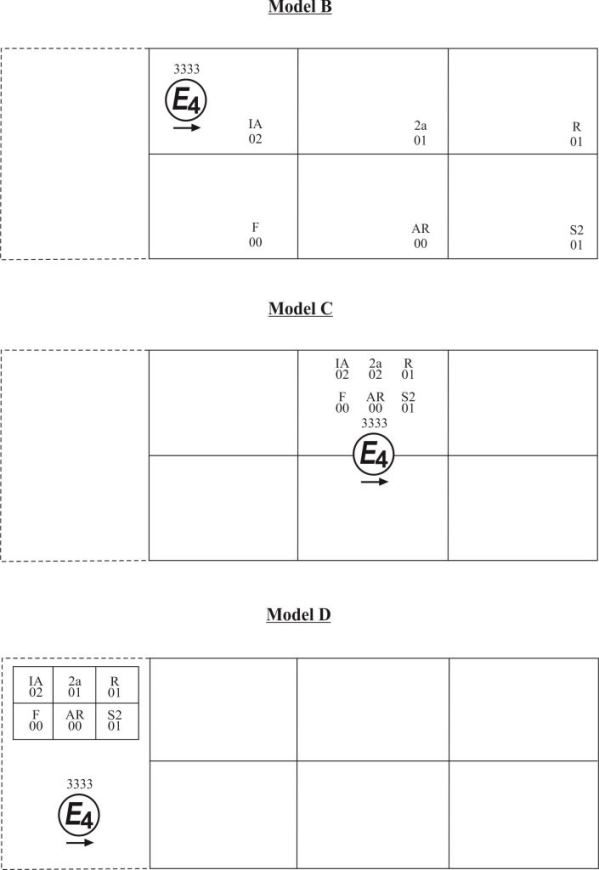 Model B
3333
E4
IA 2a R
02 01 01
F AR S2
00 00 01
Model C
IA 2a R
02 02 01
F AR S2
00 00 01
3333
E4
Model D
IA 2a R
02 01 01
F AR S2
00 00 01
3333
E4